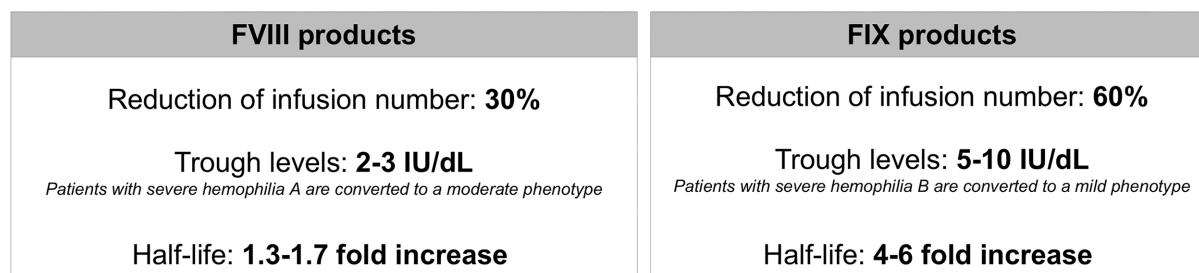 FVIII products
Reduction of infusion number: 30%
Trough levels: 2-3 IU/dL
Patients with severe hemophilia A are converted to a moderate phenotype
Half-life: 1.3-1.7 fold increase
FIX products
Reduction of infusion number: 60%
Trough levels: 5-10 IU/dL
Patients with severe hemophilia B are converted to a mild phenotype
Half-life: 4-6 fold increase